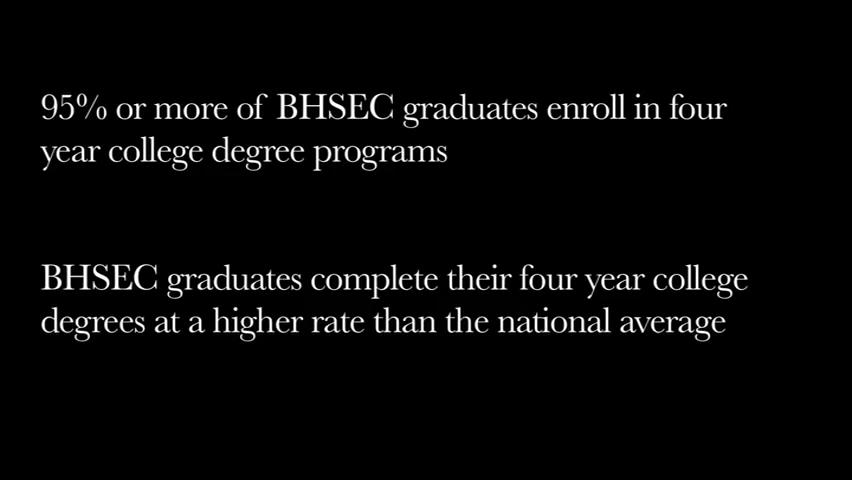 95% or more of BHSEC graduates enroll in four
year college degree programs
BHSEC graduates complete their four year college
degrees at a higher rate than the national average